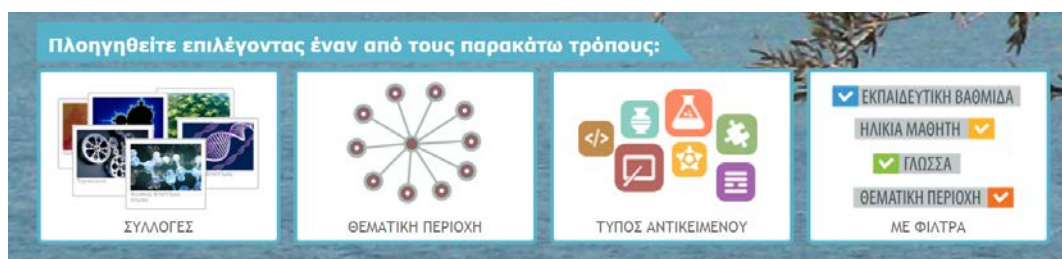 Πλοηγηθείτε επιλέγοντας έναν από τους παρακάτω τρόπους:
ΣΥΛΛΟΓΕΣ
ΘΕΜΑΤΙΚΗ ΠΕΡΙΟΧΗ
</>
ΤΥΠΟΣ ΑΝΤΙΚΕΙΜΕΝΟΥ
ΕΚΠΑΙΔΕΥΤΙΚΗ ΒΑΘΜΙΔΑ
ΗΛΙΚΙΑ ΜΑΘΗΤΗ
ΓΛΩΣΣΑ
ΘΕΜΑΤΙΚΗ ΠΕΡΙΟΧΗ
ΜΕ ΦΙΛΤΡΑ